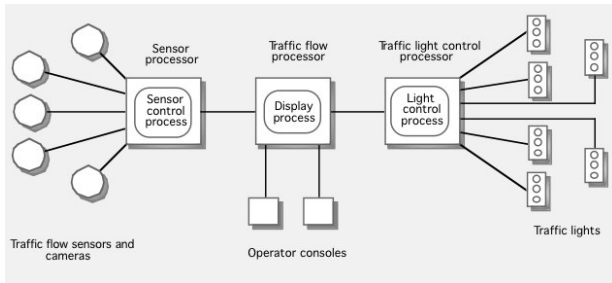 Sensor
processor
Traffic flow
processor
Traffic light control
processor
Sensor
control
process
Display
process
Light
control
process
Traffic flow sensors and
cameras
Operator consoles
Traffic lights